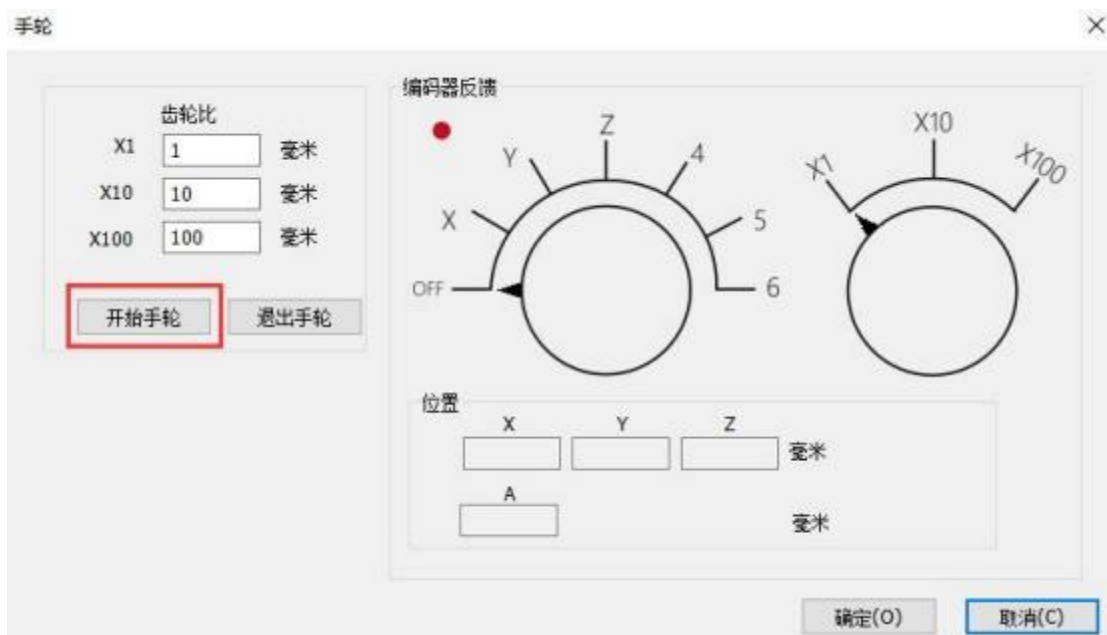 手轮
齿轮比
X1 1 毫米
X10 10 毫米
X100 100 毫米
开始手轮 退出手轮
编码器反馈
OFF X Y Z 4 5 6
X1 X10 X100
位置
X Y Z
毫米
A
毫米
确定(O) 取消(C)